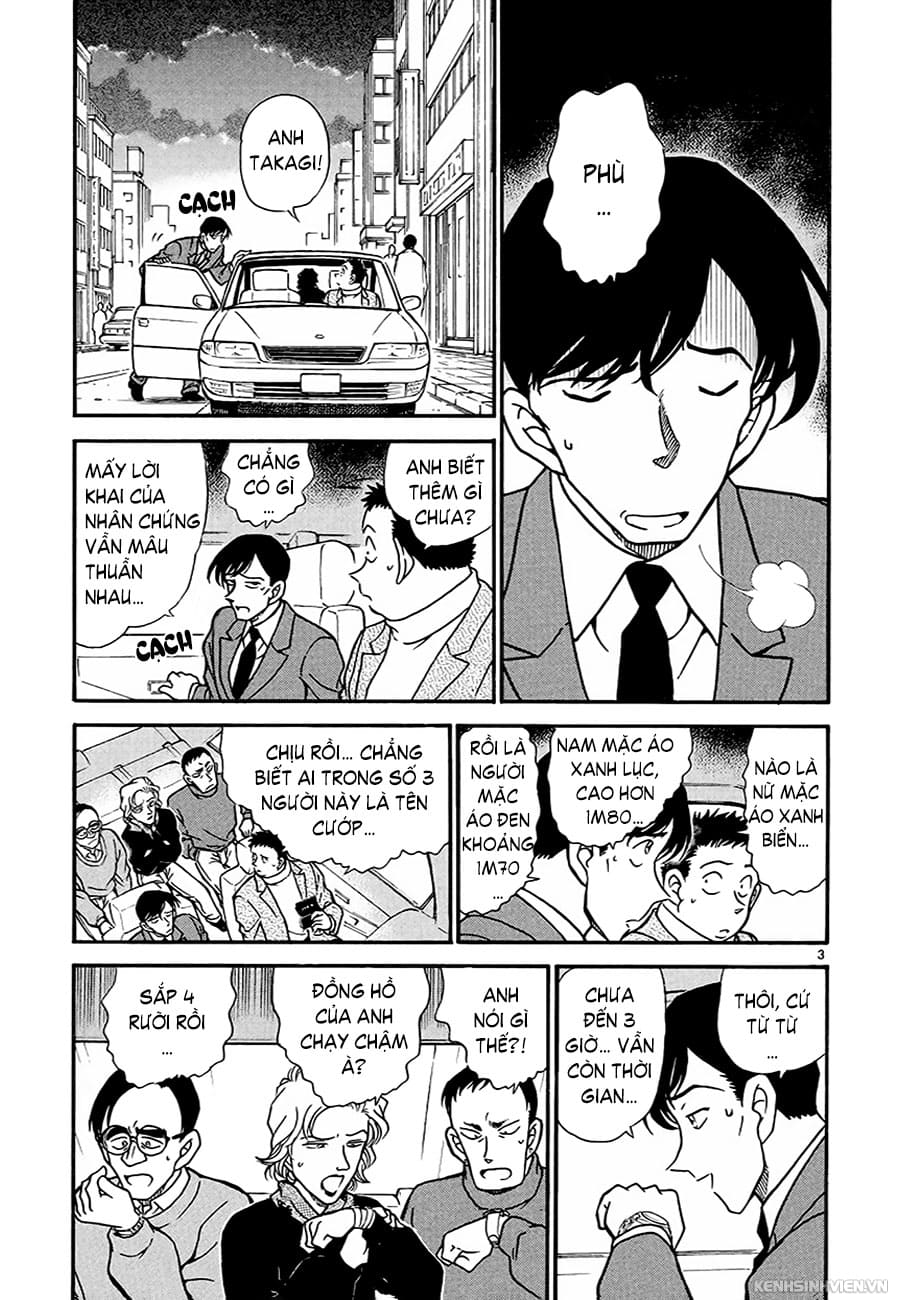 PHÙ
...
ANH
TAKAGI!
CẠCH
ANH BIẾT
THÊM GÌ
CHƯA?
CHẲNG
CÓ GÌ
...
MẤY LỜI
KHAI CỦA
NHÂN CHỨNG
VẪN MÂU
THUẪN
NHAU...
CẠCH
NÀO LÀ
NỮ MẶC
ÁO XANH
BIỂN...
NAM MẶC ÁO
XANH LỤC,
CAO HƠN
1M80...
RỒI LÀ
NGƯỜI
MẶC
ÁO ĐEN
KHOẢNG
1M70
...
CHỊU RỒI... CHẲNG
BIẾT AI TRONG SỐ 3
NGƯỜI NÀY LÀ TÊN
CƯỚP...
3
THÔI, CỨ
TỪ TỪ
...
CHƯA
ĐẾN 3
GIỜ... VẪN
CÒN THỜI
GIAN...
ANH
NÓI GÌ
THẾ?!
ĐỒNG HỒ
CỦA ANH
CHẠY CHẬM
À?
SẮP 4
RƯỠI RỒI
...
KENHSINHVIEN.VN